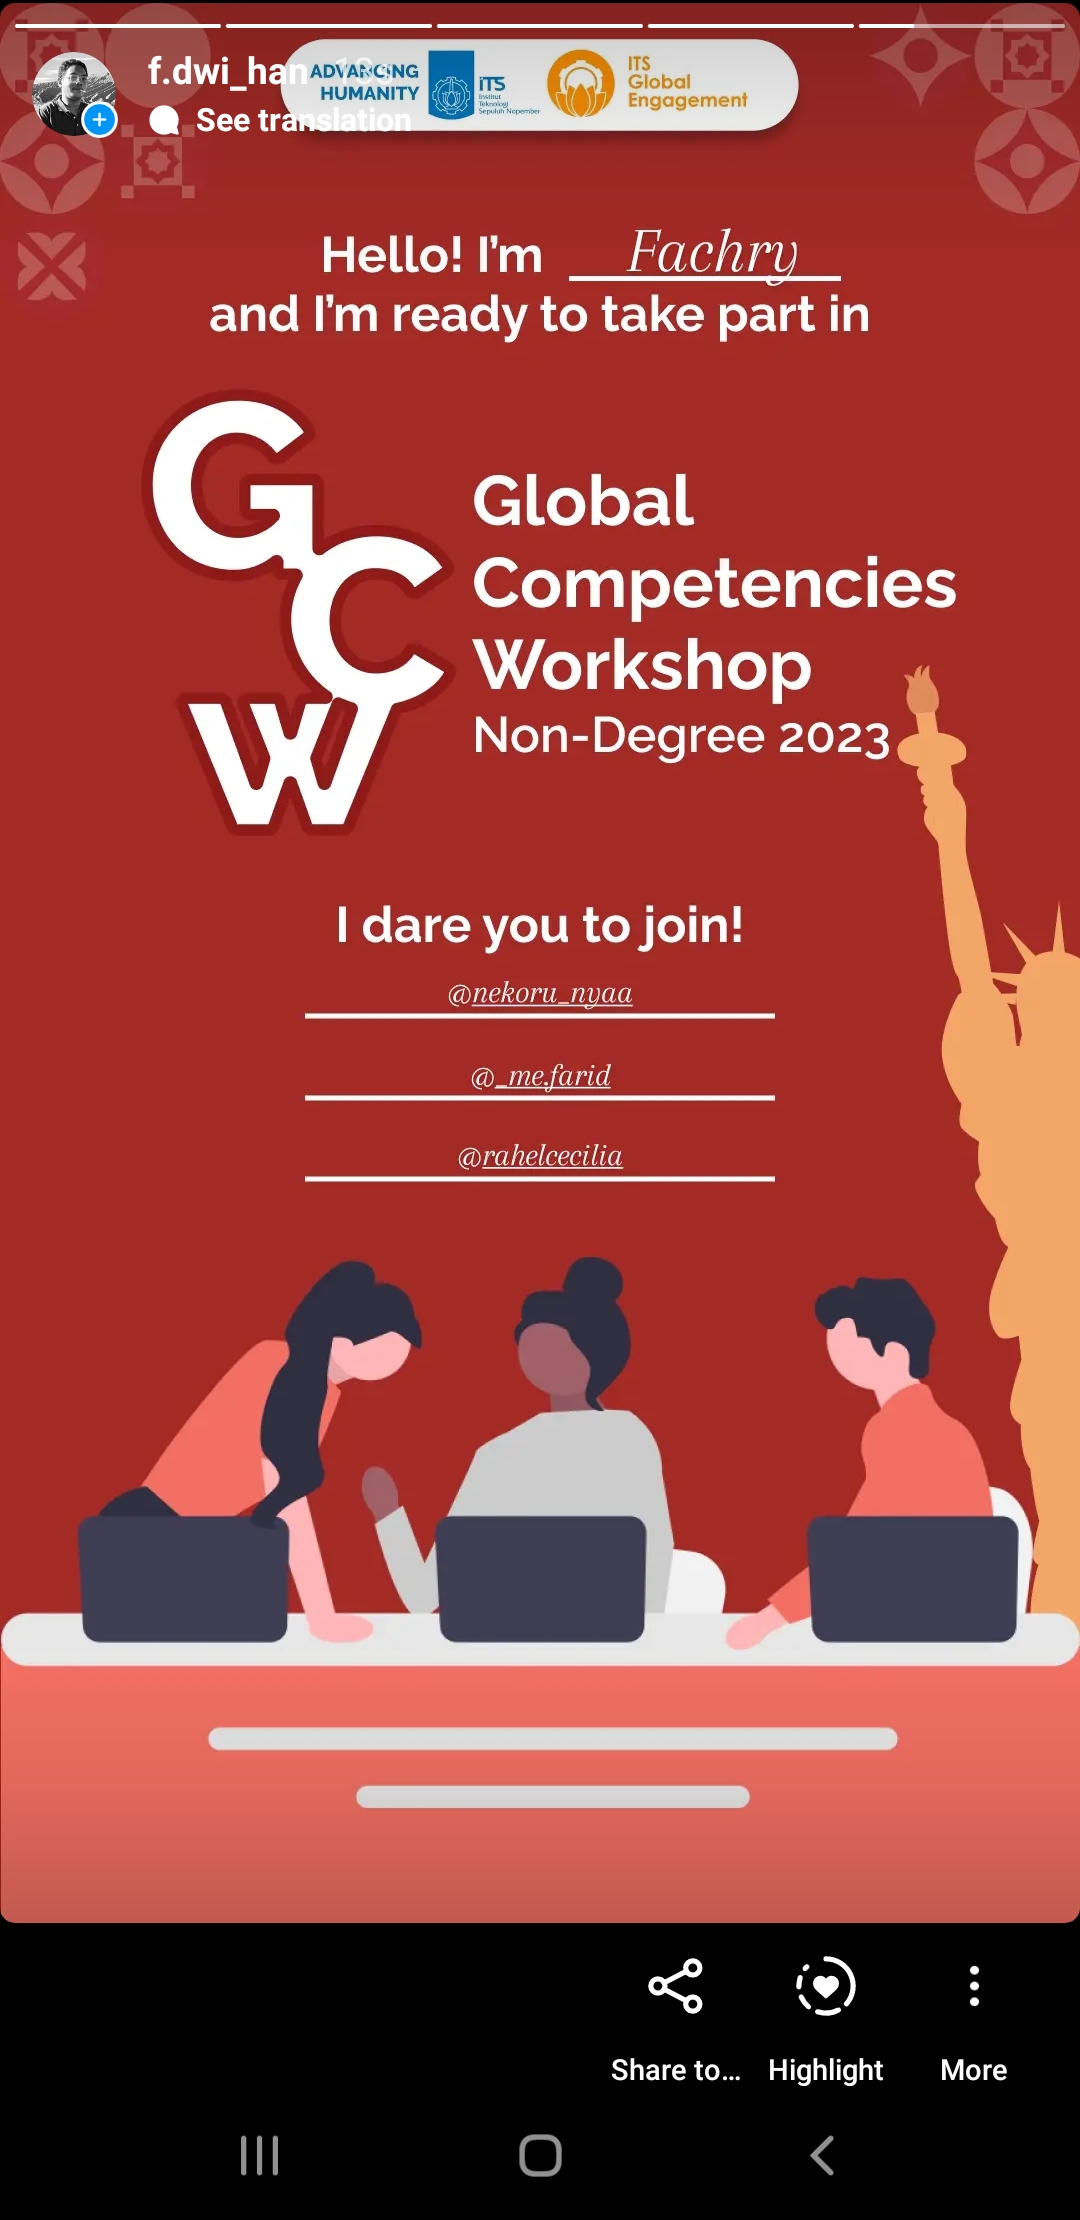 f.dwi_han
See translation
ADVANCING
HUMANITY
iTS
Institut
Teknologi
Sepuluh Nopember
ITS
Global
Engagement
Hello! I'm Fachry
and I'm ready to take part in
GCW
Global
Competencies
Workshop
Non-Degree 2023
I dare you to join!
@nekoru_nyaa
@_me.farid
@rahelcecilia
Share to...
Highlight
More